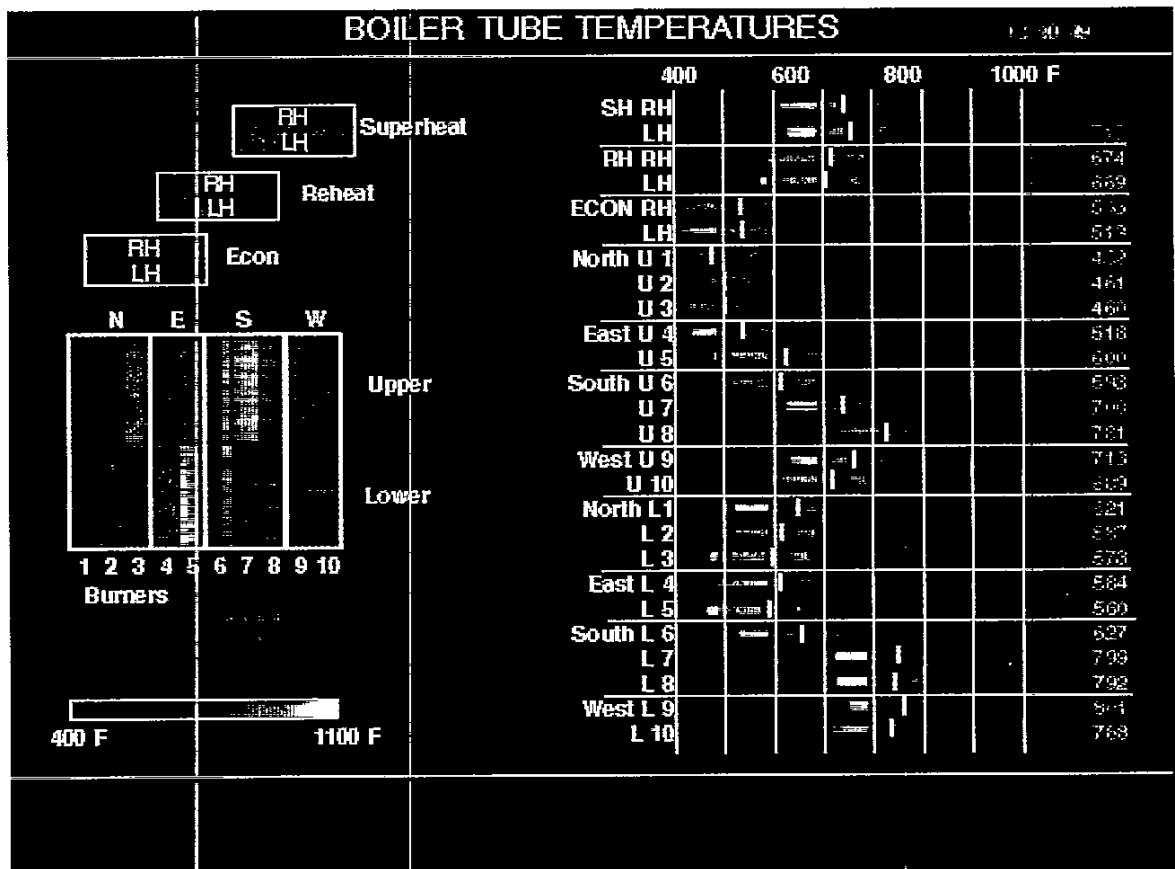 BOILER TUBE TEMPERATURES
400 600 800 1000 F
RH
LH
Superheat
RH
LH
Reheat
RH
LH
Econ
N E S W
Upper
Lower
1 2 3 4 5 6 7 8 9 10
Burners
400 F 1100 F
SH RH
LH
RH RH 674
LH 669
ECON RH
LH 513
North U 1
U 2 461
U 3 460
East U 4 518
U 5 600
South U 6
U 7
U 8 781
West U 9 713
U 10
North L1
L 2
L 3 573
East L 4 584
L 5 560
South L 6 627
L 7 799
L 8 792
West L 9
L 10 768